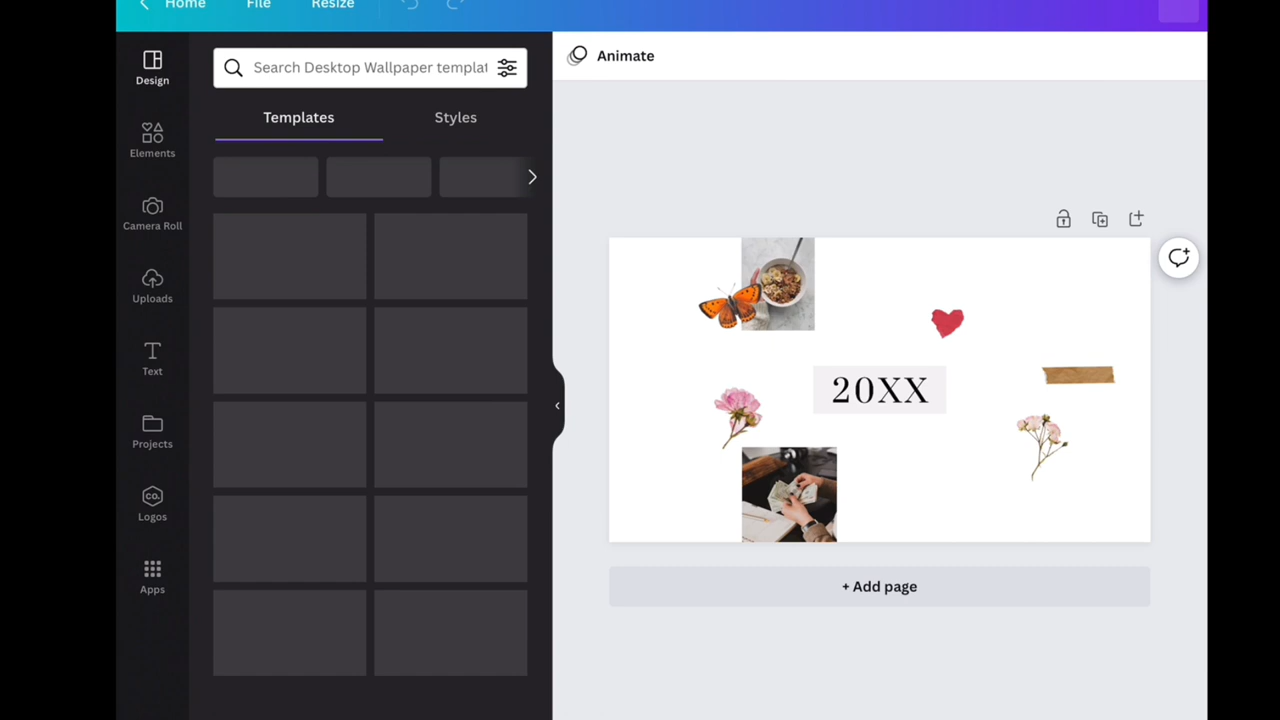 Home File Resize
Design
Elements
Camera Roll
Uploads
Text
Projects
CO.
Logos
Apps
Search Desktop Wallpaper templat
Templates Styles
Animate
20XX
+ Add page